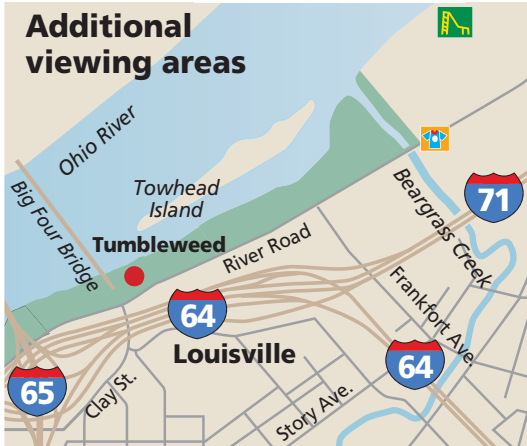 Additional
viewing areas
Ohio River
Big Four Bridge
Towhead
Island
Tumbleweed
River Road
Beargrass Creek
71
64
Frankfort Ave.
Louisville
64
65
Clay St.
Story Ave.